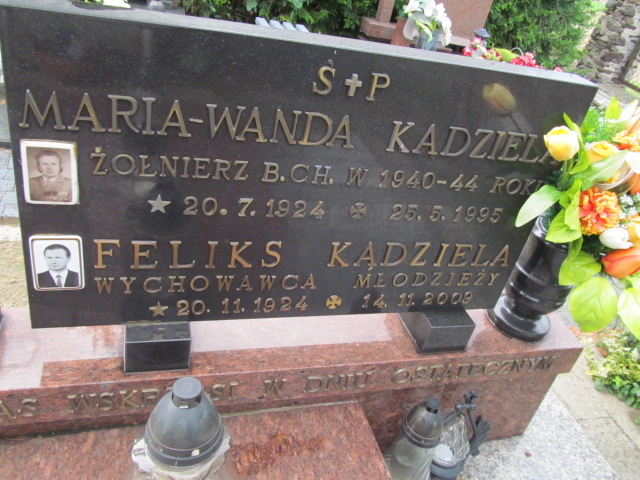 Ś✝P
MARIA-WANDA KĄDZIELA
ŻOŁNIERZ B.CH. W 1940-44 ROKU
★ 20.7.1924 ✠ 25.5.1995
FELIKS KĄDZIELA
WYCHOWAWCA MŁODZIEŻY
★ 20.11.1924 ✠ 14.11.2009
W DNIU OSTATECZNYM